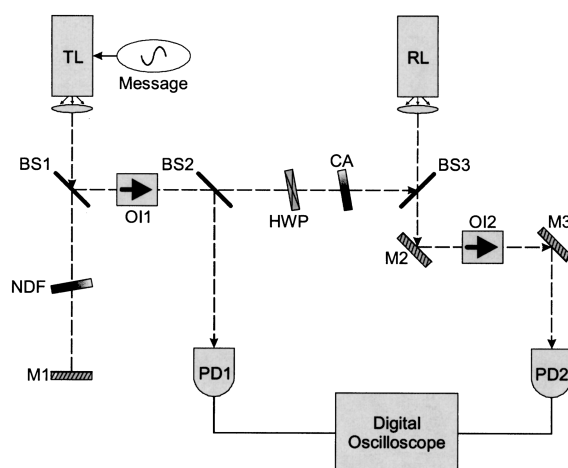 TL
Message
RL
BS1
OI1
BS2
HWP
CA
BS3
M2
OI2
M3
NDF
M1
PD1
PD2
Digital
Oscilloscope